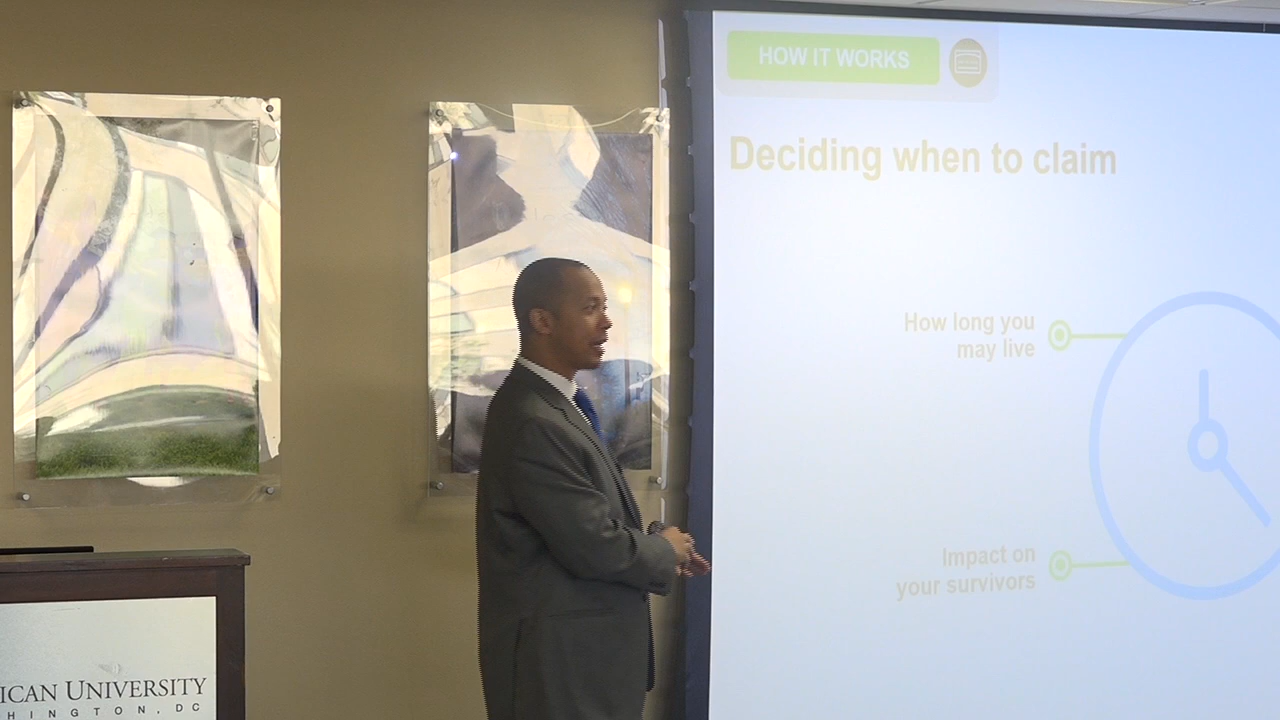 HOW IT WORKS
Deciding when to claim
How long you
may live
Impact on
your survivors
ICAN UNIVERSITY
HINGTON, DC